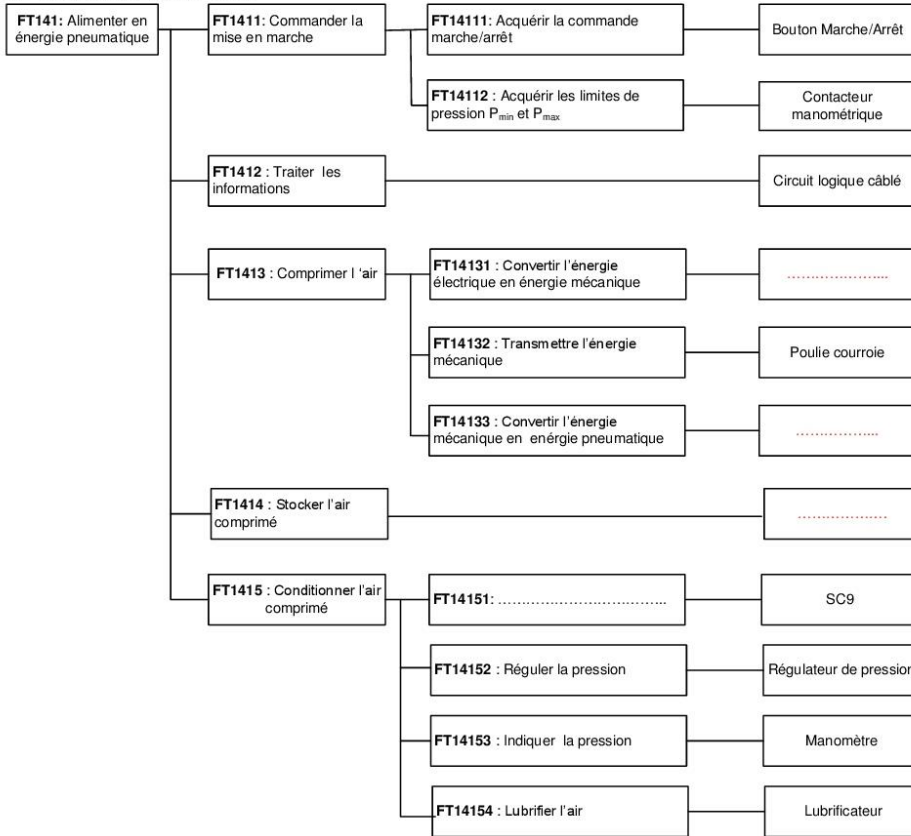 FT141: Alimenter en
énergie pneumatique
FT1411: Commander la
mise en marche
FT14111: Acquérir la commande
marche/arrêt
Bouton Marche/Arrêt
FT14112 : Acquérir les limites de
pression Pmin et Pmax
Contacteur
manométrique
FT1412 : Traiter les
informations
Circuit logique câblé
FT1413 : Comprimer l 'air
FT14131 : Convertir l'énergie
électrique en énergie mécanique
........................
FT14132 : Transmettre l'énergie
mécanique
Poulie courroie
FT14133 : Convertir l'énergie
mécanique en enérgie pneumatique
...................
FT1414 : Stocker l'air
comprimé
...................
FT1415 : Conditionner l'air
comprimé
FT14151: ......................................
SC9
FT14152 : Réguler la pression
Régulateur de pression
FT14153 : Indiquer la pression
Manomètre
FT14154 : Lubrifier l'air
Lubrificateur